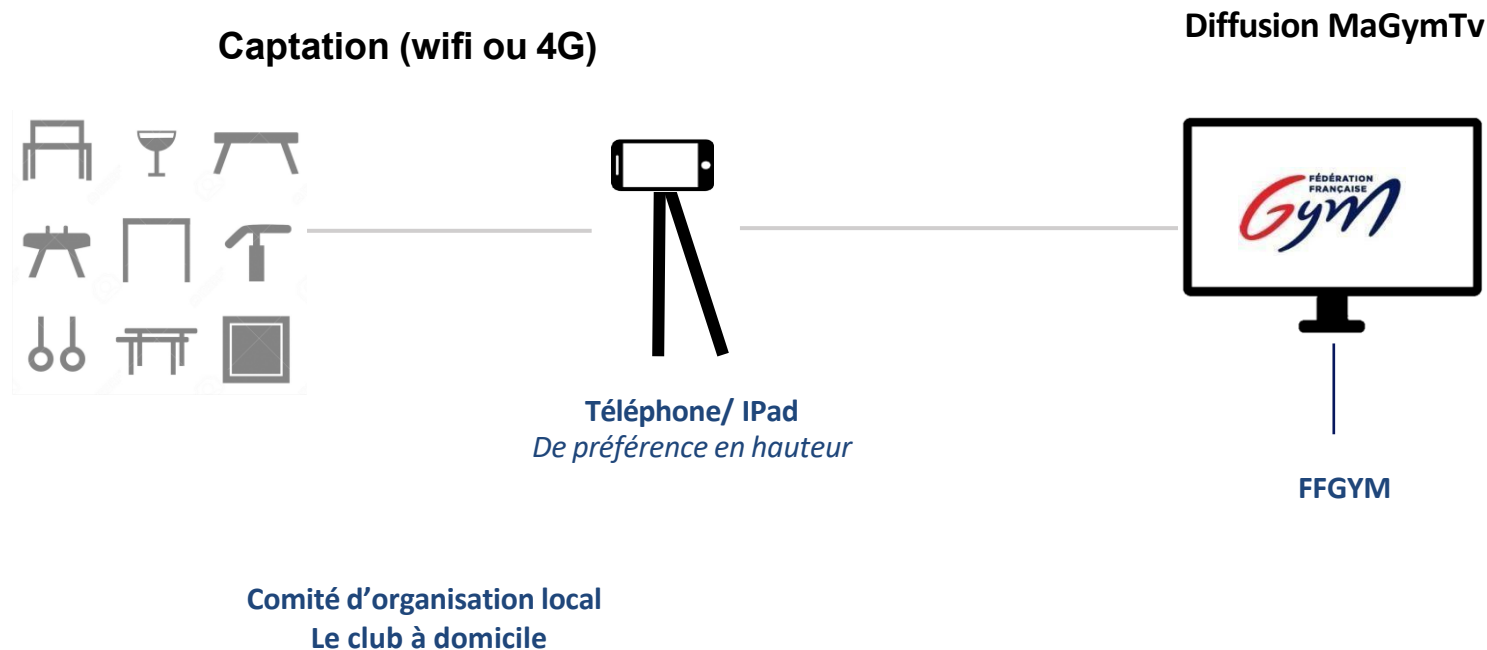 Captation (wifi ou 4G)
Diffusion MaGymTv
FÉDÉRATION
FRANÇAISE
Gym
Téléphone/ IPad
De préférence en hauteur
FFGYM
Comité d’organisation local
Le club à domicile